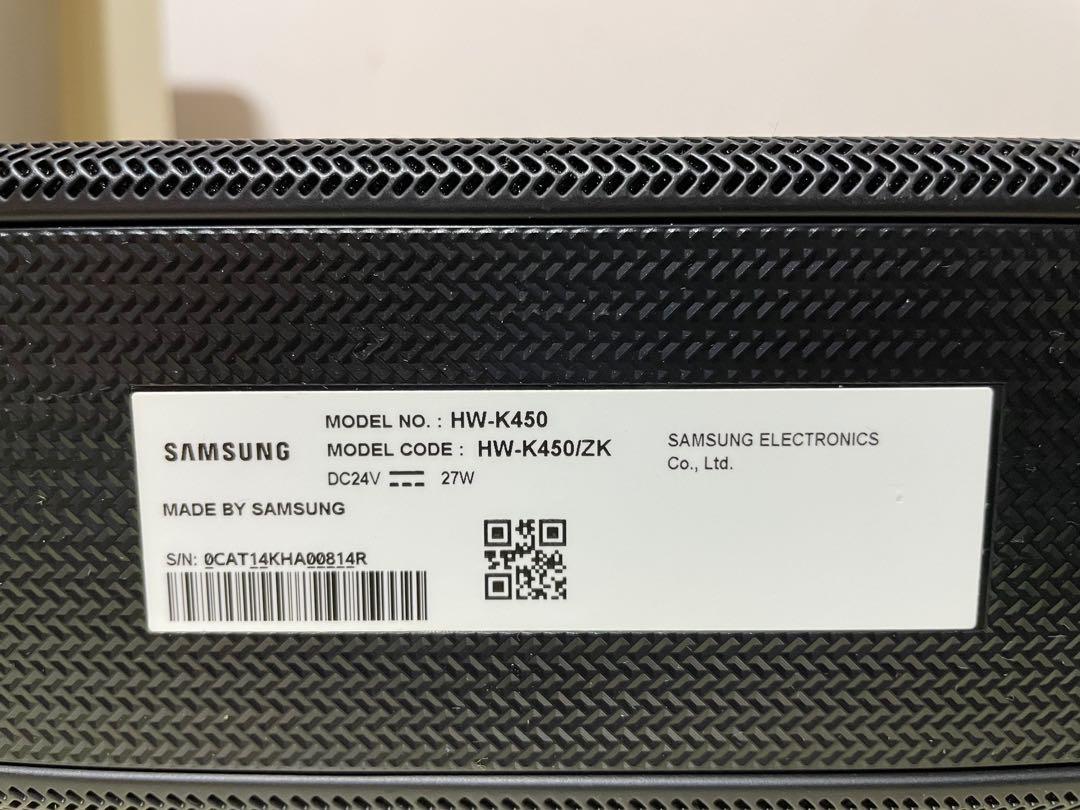 SAMSUNG
MODEL NO. : HW-K450
MODEL CODE : HW-K450/ZK
DC24V ⎓ 27W
SAMSUNG ELECTRONICS
Co., Ltd.
MADE BY SAMSUNG
S/N: 0CAT14KHA00814R